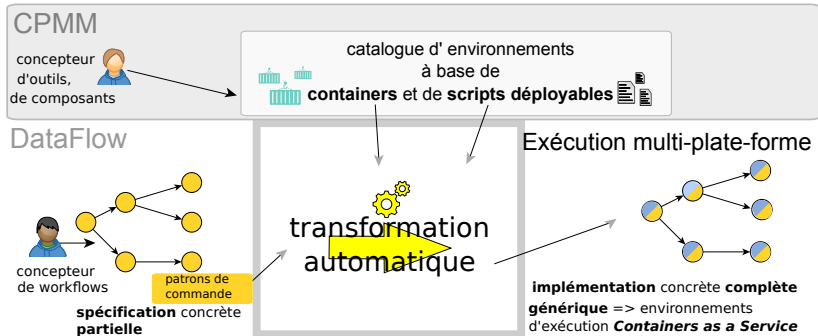 CPMM
concepteur
d'outils,
de composants
catalogue d' environnements
à base de
containers et de scripts déployables
DataFlow
Exécution multi-plate-forme
transformation
automatique
concepteur
de workflows
patrons de
commande
spécification concrète
partielle
implémentation concrète complète
générique => environnements
d'exécution Containers as a Service